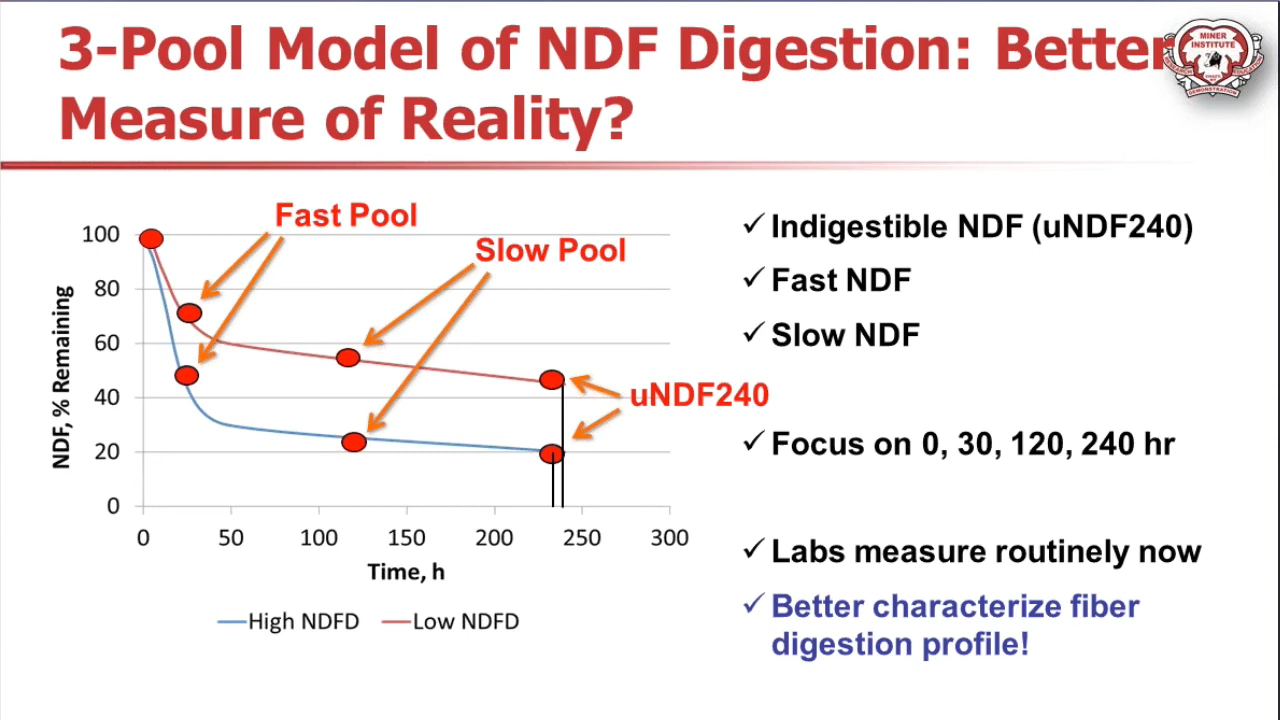 3-Pool Model of NDF Digestion: Better
Measure of Reality?
MINER
INSTITUTE
DEMONSTRATION
Fast Pool
Slow Pool
uNDF240
NDF, % Remaining
100
80
60
40
20
0
0 50 100 150 200 250 300
Time, h
High NDFD Low NDFD
✓ Indigestible NDF (uNDF240)
✓ Fast NDF
✓ Slow NDF
✓ Focus on 0, 30, 120, 240 hr
✓ Labs measure routinely now
✓ Better characterize fiber
digestion profile!